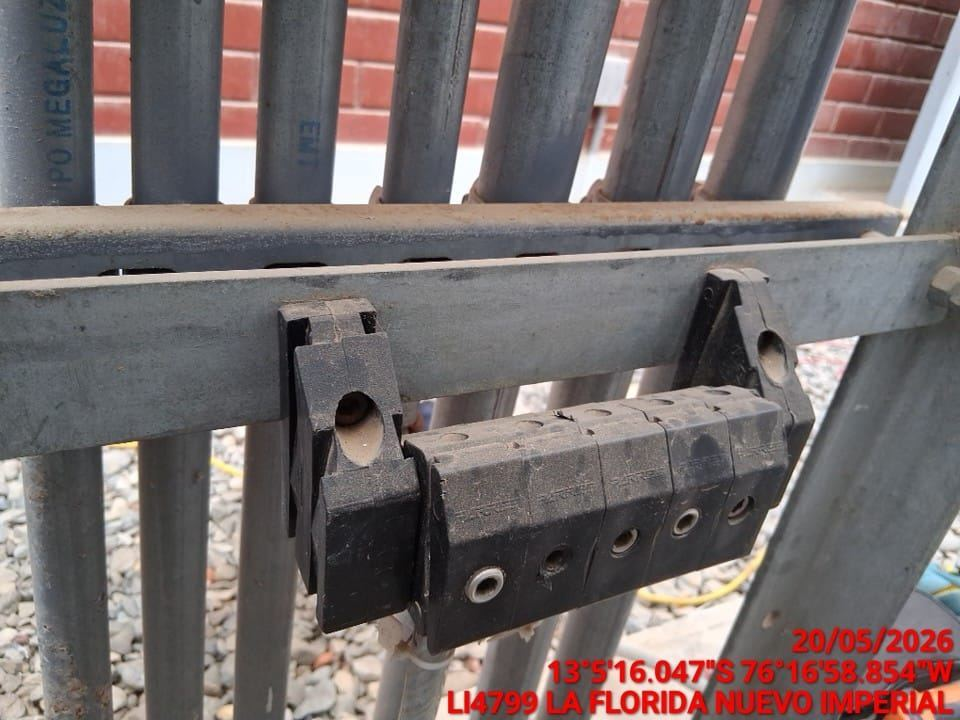 PO MEGALUZ
EMT
20/05/2026
13°5'16.047"S 76°16'58.854"W
LI4799 LA FLORIDA NUEVO IMPERIAL